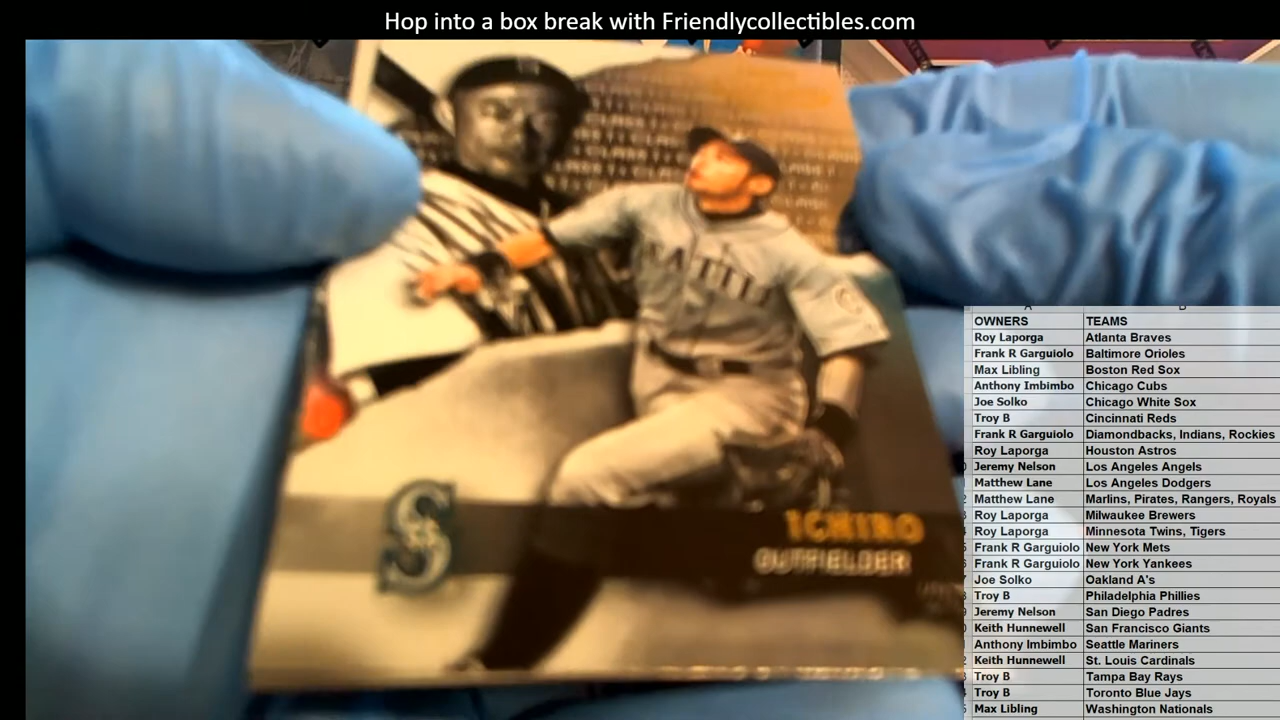 Hop into a box break with Friendlycollectibles.com
SEATTLE
S
ICHIRO
OUTFIELDER
A B
OWNERS TEAMS
Roy Laporga Atlanta Braves
Frank R Garguiolo Baltimore Orioles
Max Libling Boston Red Sox
Anthony Imbimbo Chicago Cubs
Joe Solko Chicago White Sox
Troy B Cincinnati Reds
Frank R Garguiolo Diamondbacks, Indians, Rockies
Roy Laporga Houston Astros
Jeremy Nelson Los Angeles Angels
Matthew Lane Los Angeles Dodgers
Matthew Lane Marlins, Pirates, Rangers, Royals
Roy Laporga Milwaukee Brewers
Roy Laporga Minnesota Twins, Tigers
Frank R Garguiolo New York Mets
Frank R Garguiolo New York Yankees
Joe Solko Oakland A's
Troy B Philadelphia Phillies
Jeremy Nelson San Diego Padres
Keith Hunnewell San Francisco Giants
Anthony Imbimbo Seattle Mariners
Keith Hunnewell St. Louis Cardinals
Troy B Tampa Bay Rays
Troy B Toronto Blue Jays
Max Libling Washington Nationals